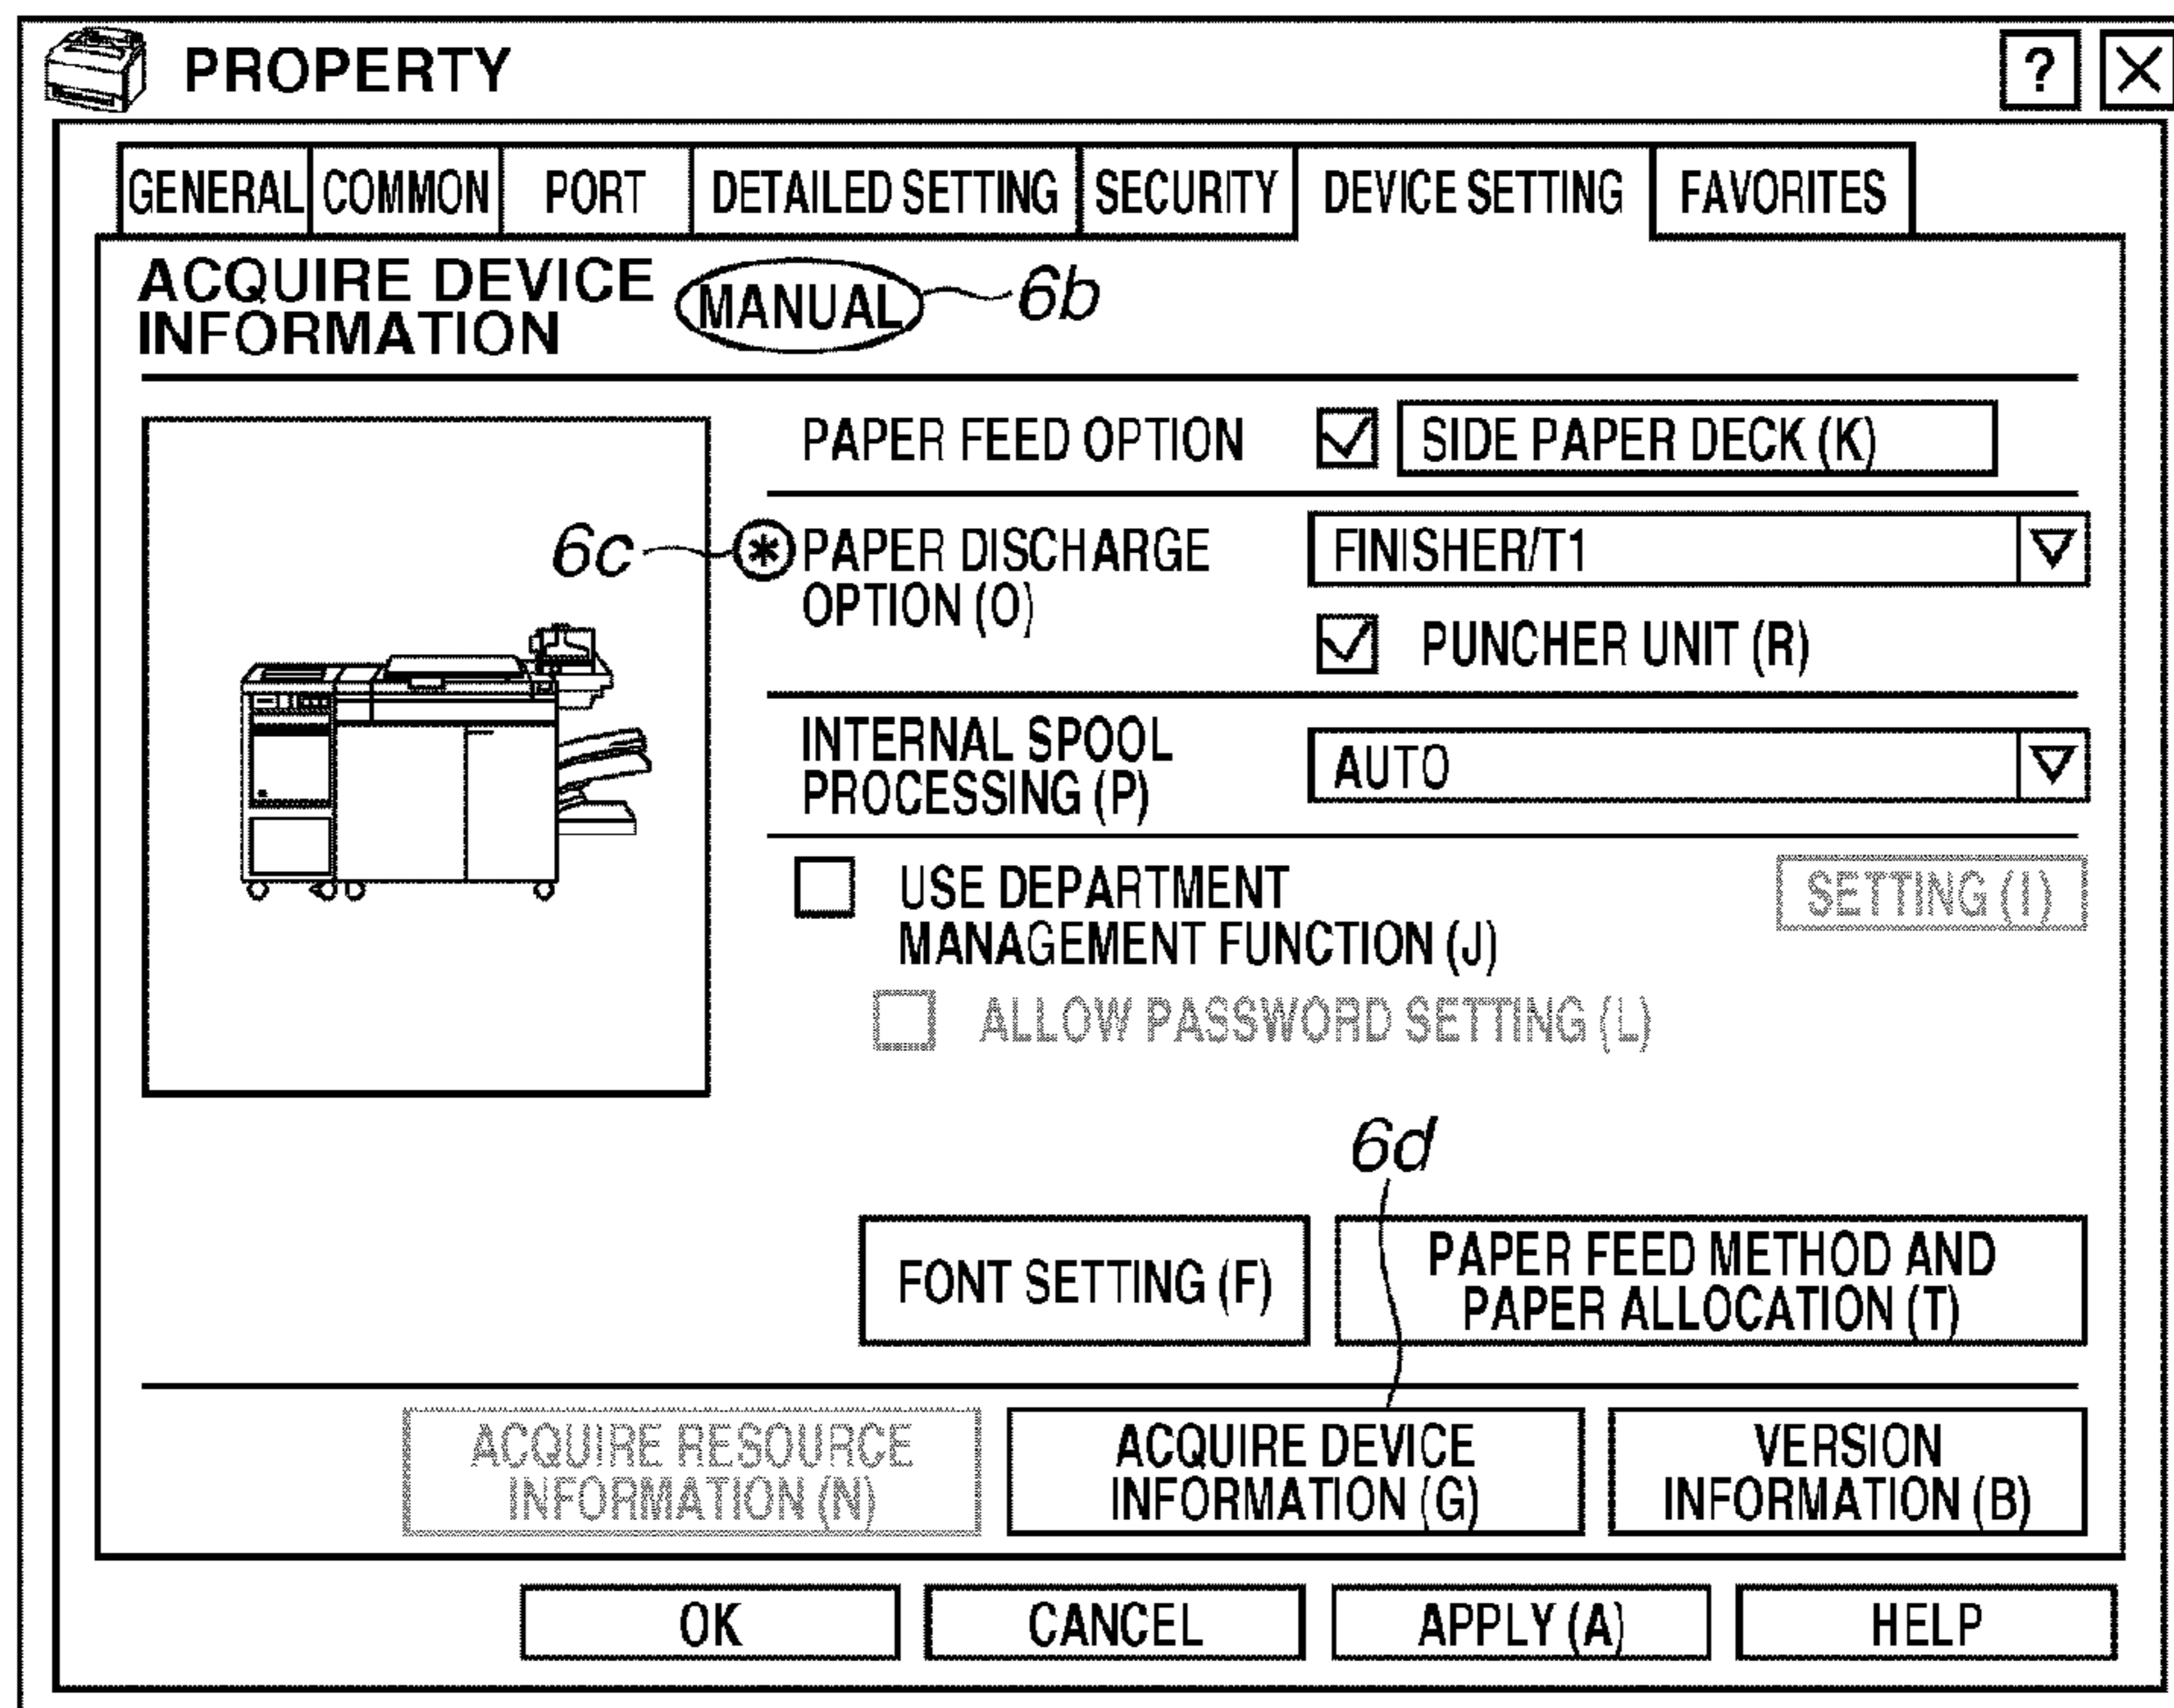 PROPERTY ?
GENERAL COMMON PORT DETAILED SETTING SECURITY DEVICE SETTING FAVORITES
ACQUIRE DEVICE
INFORMATION
MANUAL 6b
PAPER FEED OPTION SIDE PAPER DECK (K)
6c * PAPER DISCHARGE
OPTION (O)
FINISHER/T1
PUNCHER UNIT (R)
INTERNAL SPOOL
PROCESSING (P)
AUTO
USE DEPARTMENT
MANAGEMENT FUNCTION (J)
SETTING (I)
ALLOW PASSWORD SETTING (L)
6d
FONT SETTING (F)
PAPER FEED METHOD AND
PAPER ALLOCATION (T)
ACQUIRE RESOURCE
INFORMATION (N)
ACQUIRE DEVICE
INFORMATION (G)
VERSION
INFORMATION (B)
OK CANCEL APPLY (A) HELP